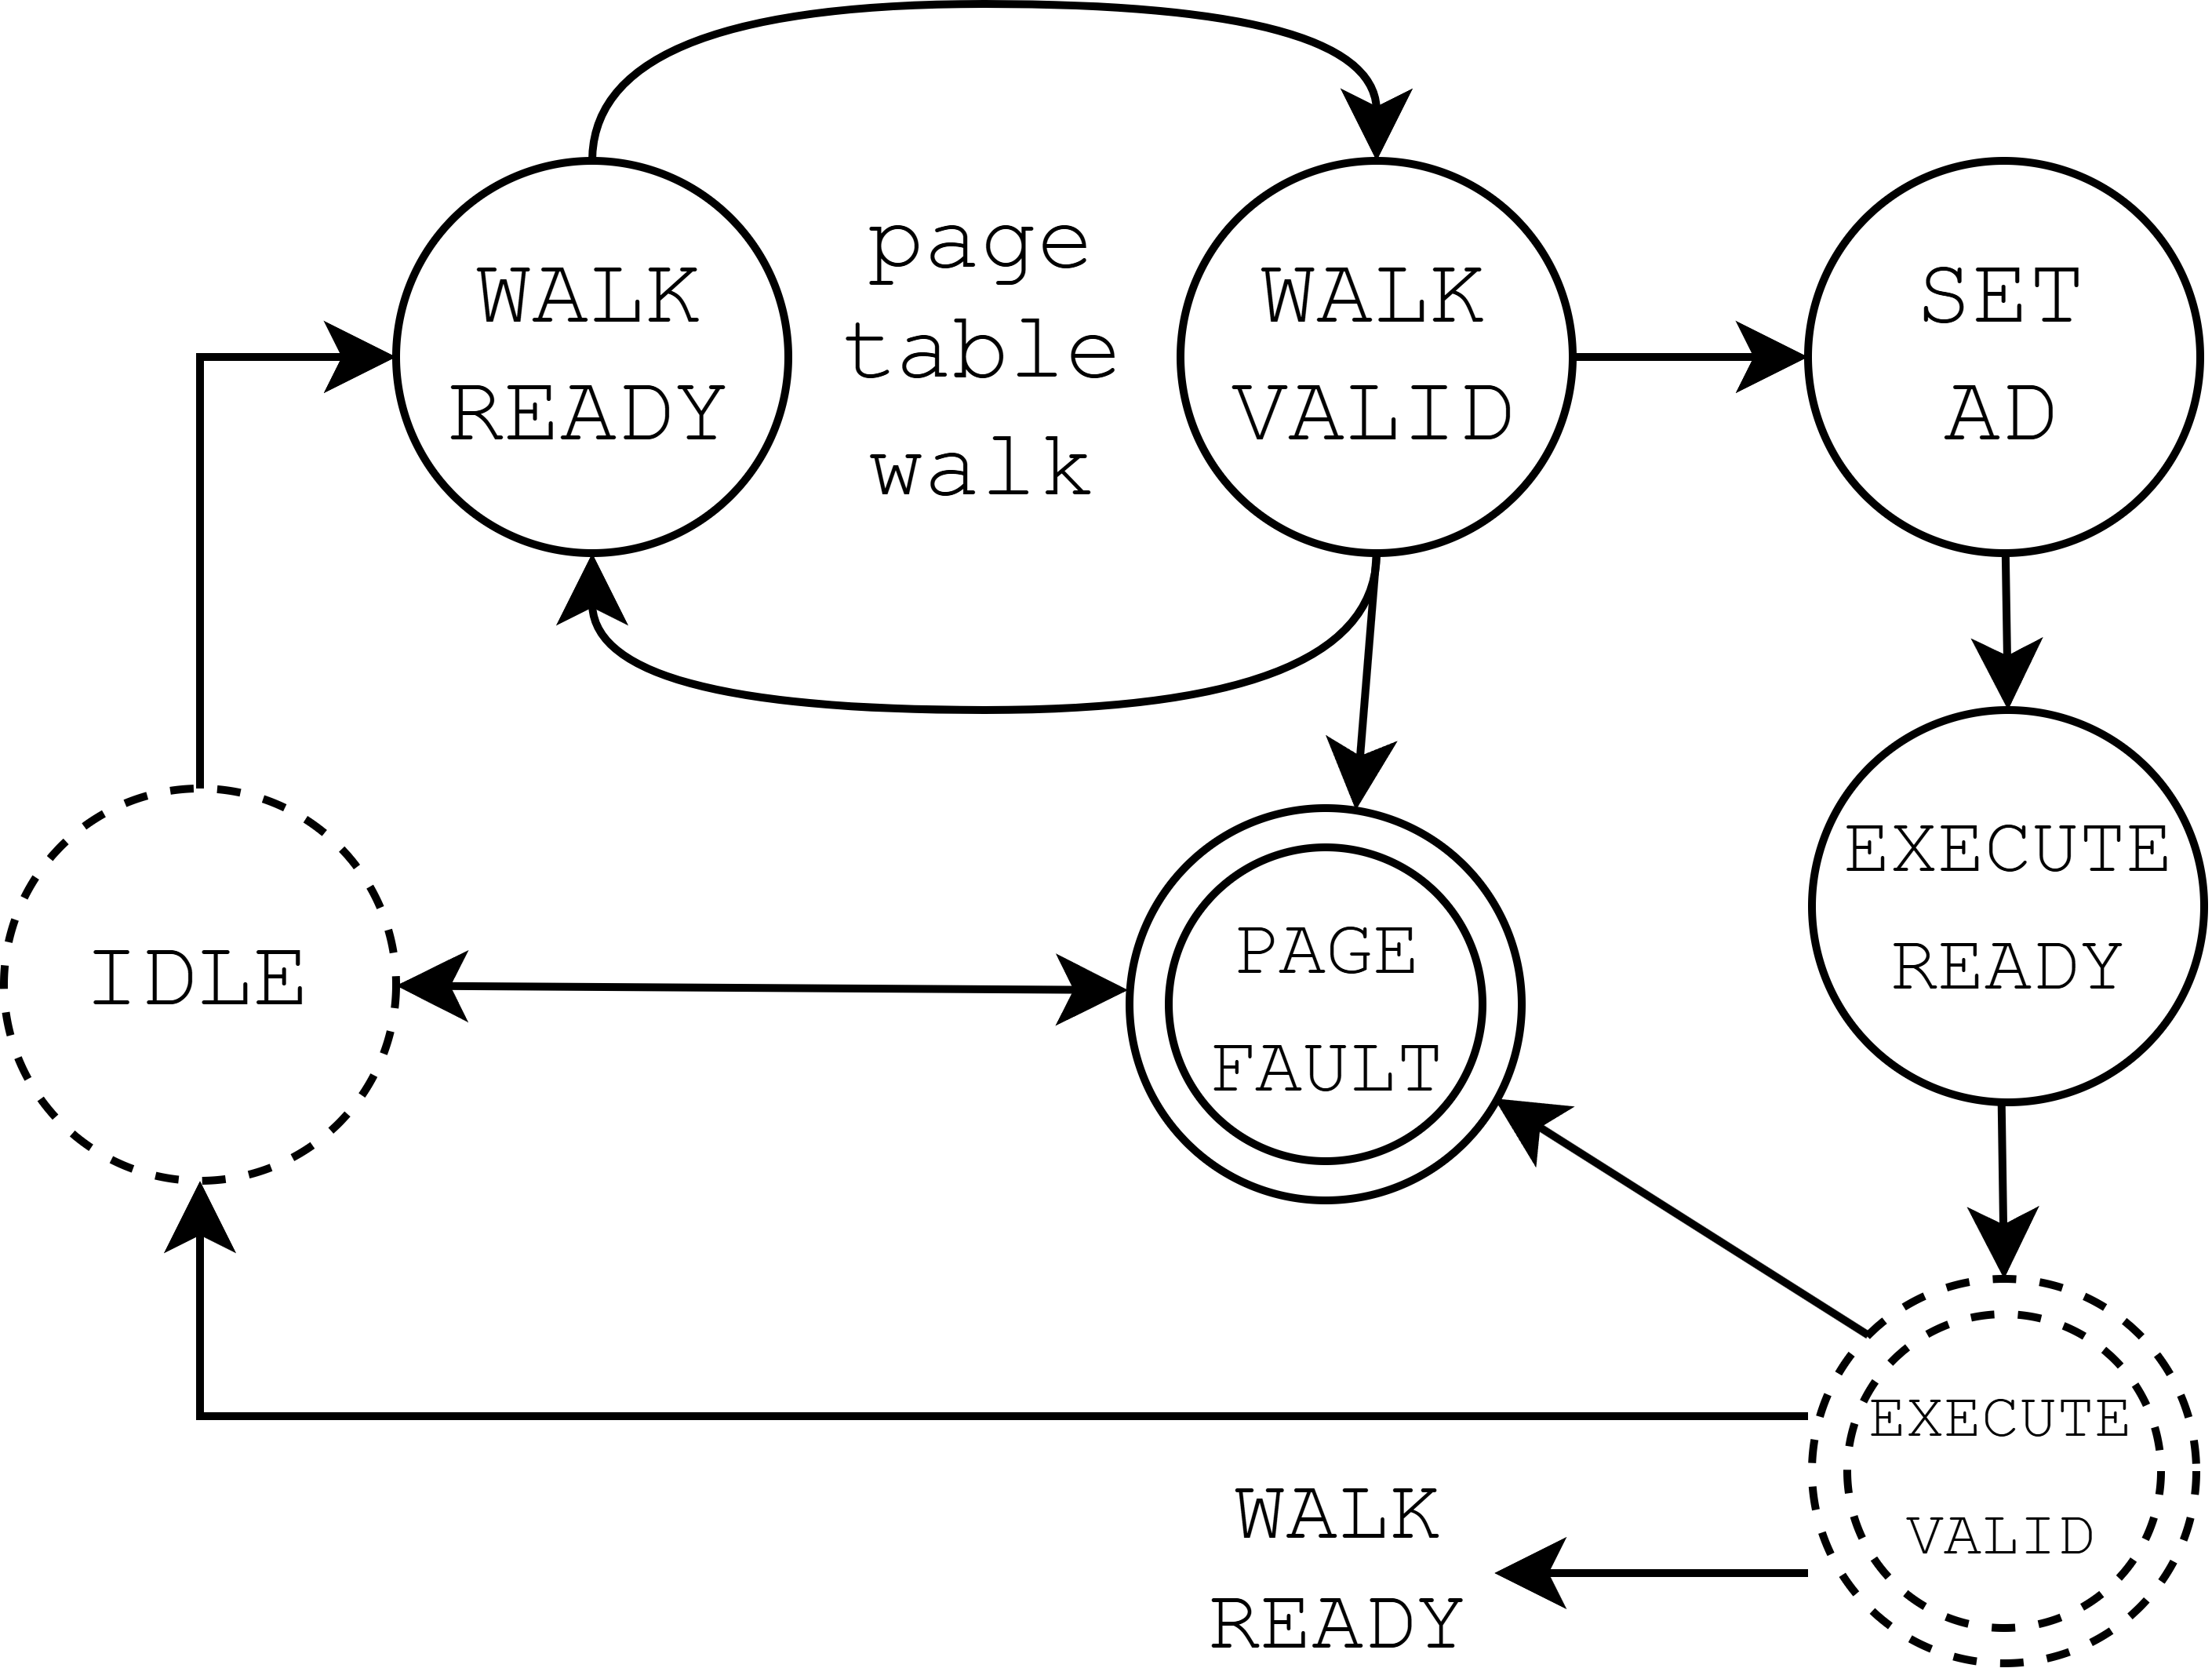 WALK
READY
page
table
walk
WALK
VALID
SET
AD
IDLE
PAGE
FAULT
EXECUTE
READY
WALK
READY
EXECUTE
VALID